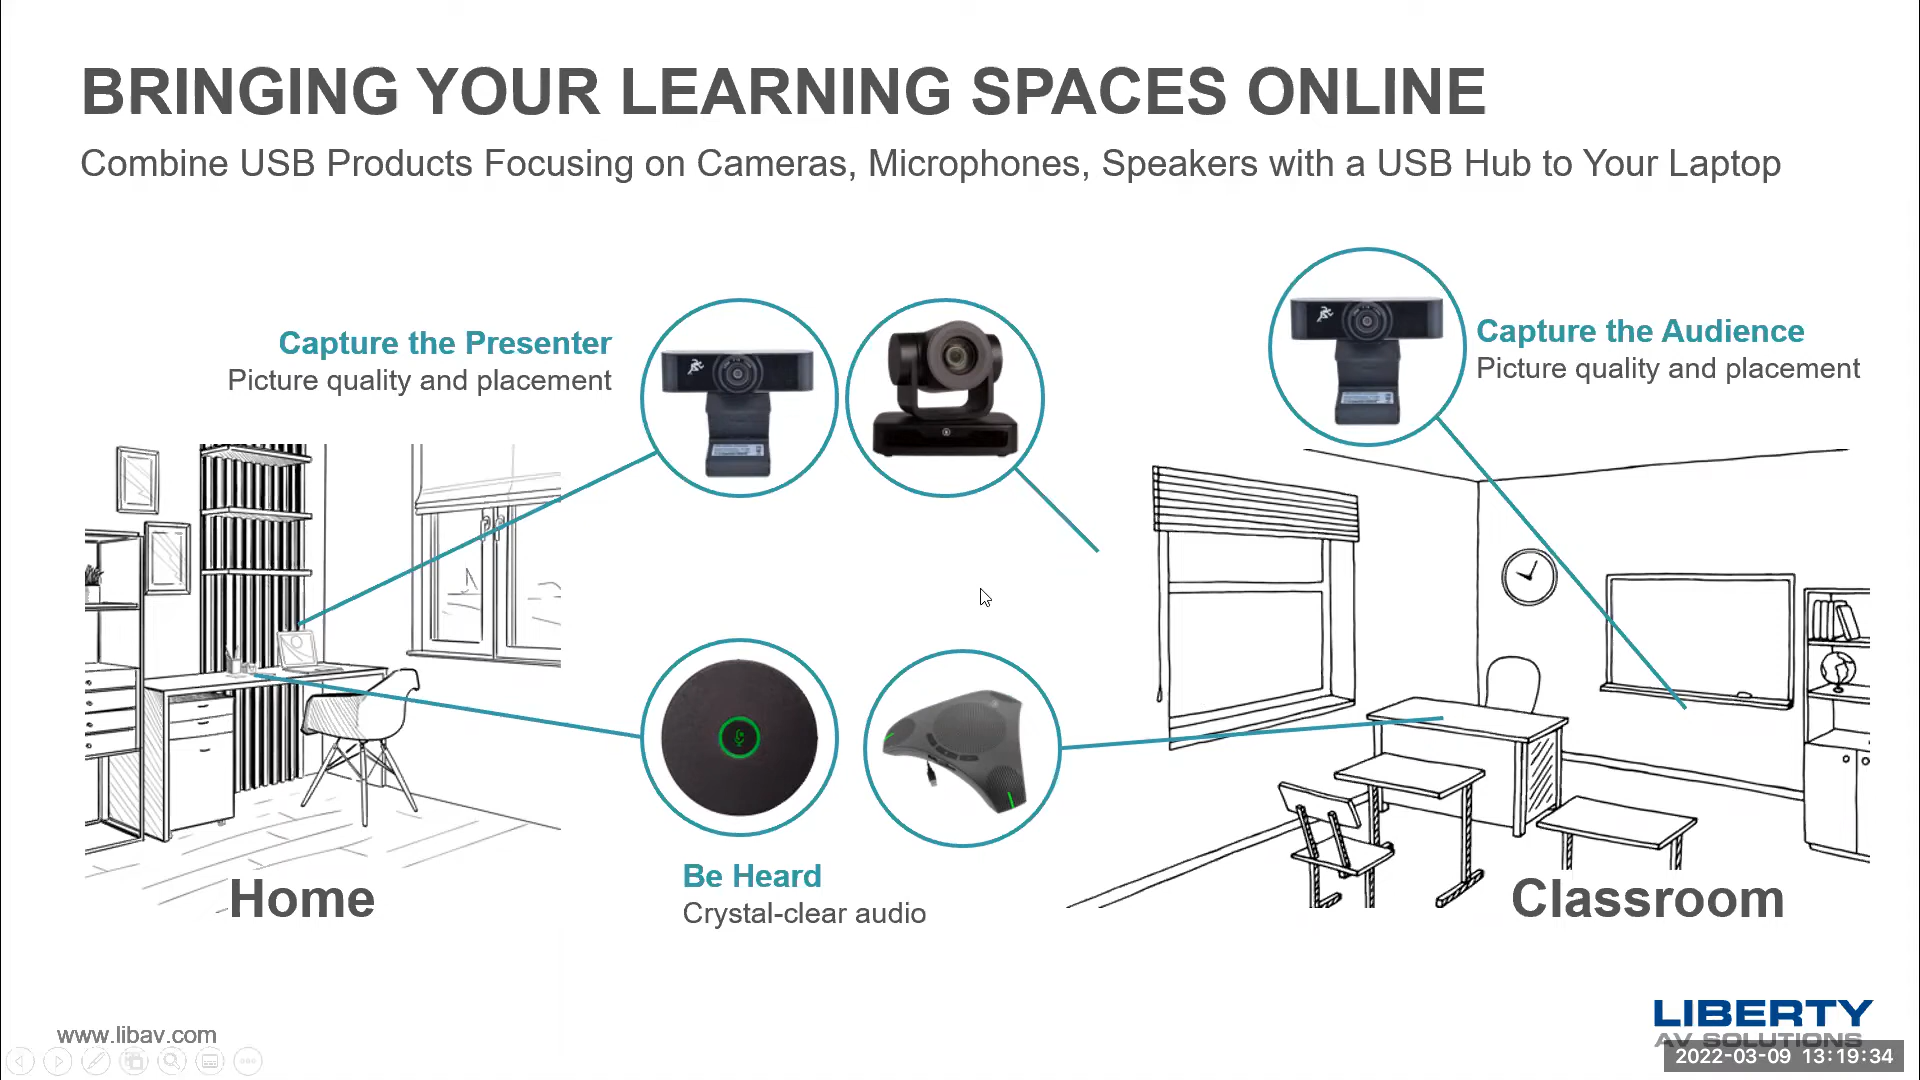 BRINGING YOUR LEARNING SPACES ONLINE
Combine USB Products Focusing on Cameras, Microphones, Speakers with a USB Hub to Your Laptop
Capture the Presenter
Picture quality and placement
Capture the Audience
Picture quality and placement
Be Heard
Crystal-clear audio
Home
Classroom
www.libav.com
LIBERTY
AV SOLUTIONS
2022-03-09 13:19:34